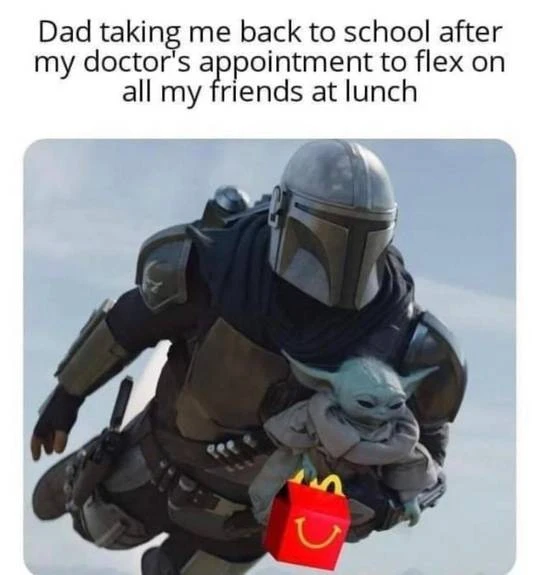 Dad taking me back to school after
my doctor's appointment to flex on
all my friends at lunch